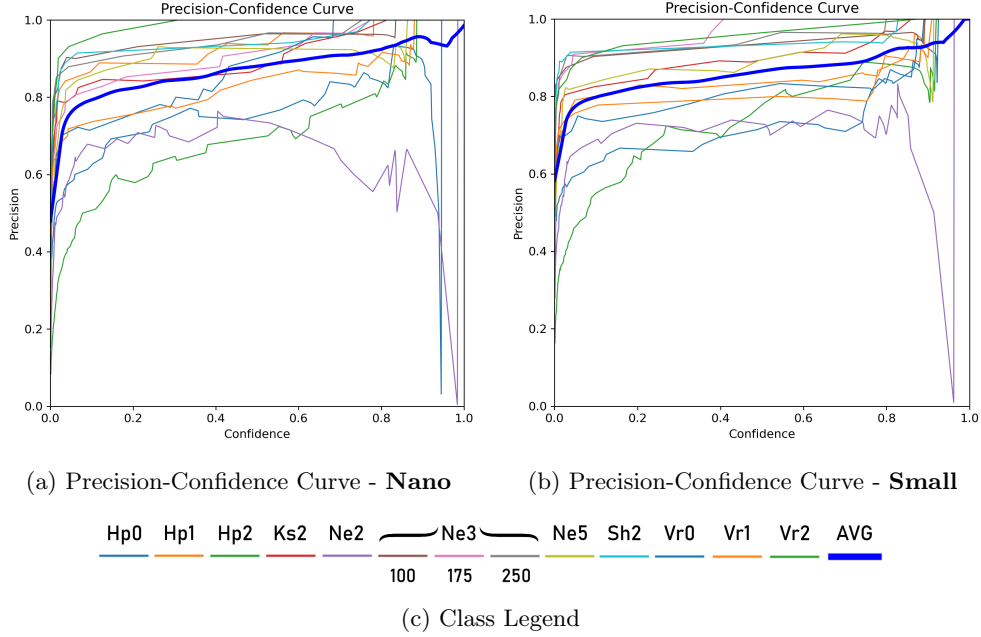 Precision-Confidence Curve
Precision-Confidence Curve
1.0
0.8
0.6
0.4
0.2
0.0
Precision
0.0 0.2 0.4 0.6 0.8 1.0
Confidence
1.0
0.8
0.6
0.4
0.2
0.0
Precision
0.0 0.2 0.4 0.6 0.8 1.0
Confidence
(a) Precision-Confidence Curve - Nano
(b) Precision-Confidence Curve - Small
Hp0 Hp1 Hp2 Ks2 Ne2 Ne3 Ne5 Sh2 Vr0 Vr1 Vr2 AVG
100 175 250
(c) Class Legend